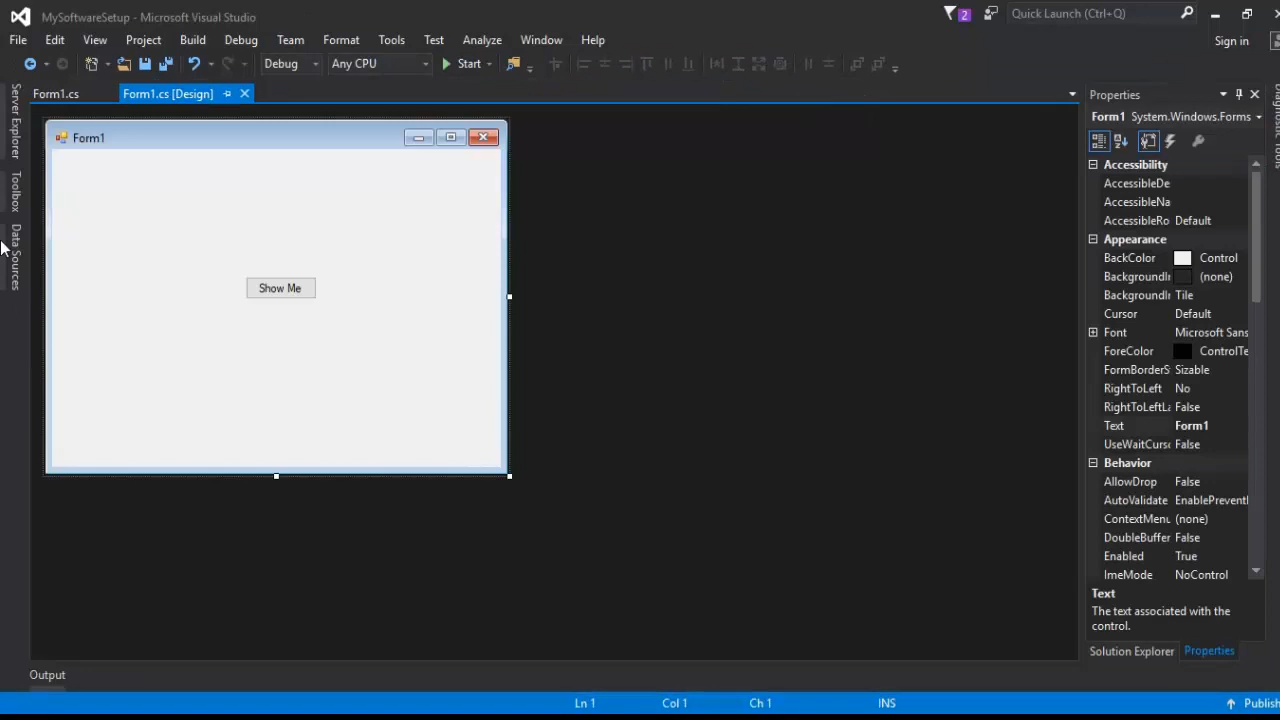 MySoftwareSetup - Microsoft Visual Studio
2
Quick Launch (Ctrl+Q)
File Edit View Project Build Debug Team Format Tools Test Analyze Window Help
Sign in
Debug Any CPU Start
Form1.cs Form1.cs [Design]
Server Explorer
Toolbox
Data Sources
Form1
Show Me
Properties
Form1 System.Windows.Forms
Accessibility
AccessibleDe
AccessibleNa
AccessibleRo Default
Appearance
BackColor Control
BackgroundI (none)
BackgroundI Tile
Cursor Default
Font Microsoft Sans
ForeColor ControlTe
FormBorderS Sizable
RightToLeft No
RightToLeftLa False
Text Form1
UseWaitCurso False
Behavior
AllowDrop False
AutoValidate EnablePreventF
ContextMenu (none)
DoubleBuffer False
Enabled True
ImeMode NoControl
Text
The text associated with the
control.
Solution Explorer Properties
Diagnostic Tools
Output
Ln 1 Col 1 Ch 1 INS Publish